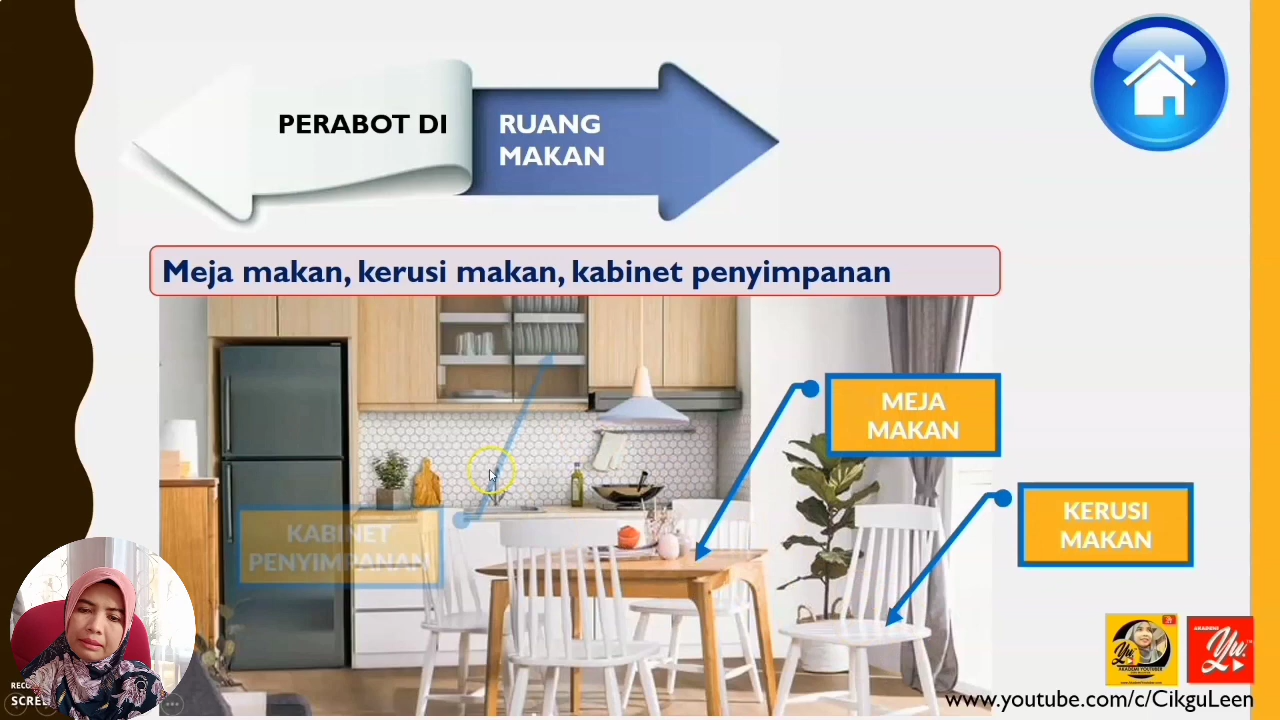 PERABOT DI
RUANG
MAKAN
Meja makan, kerusi makan, kabinet penyimpanan
MEJA
MAKAN
KERUSI
MAKAN
KABINET
PENYIMPANAN
www.youtube.com/c/CikguLeen